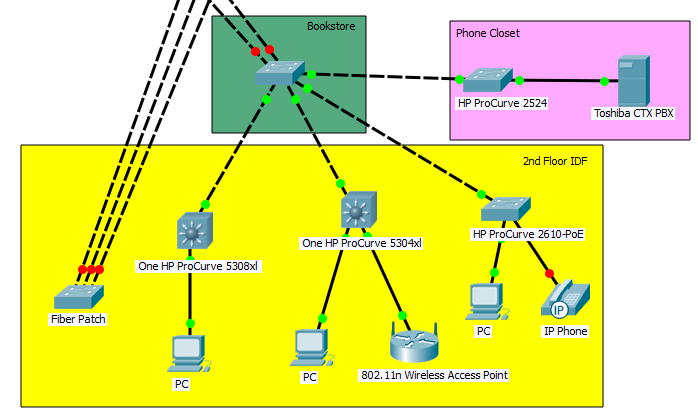 Bookstore
Phone Closet
HP ProCurve 2524
Toshiba CTX PBX
2nd Floor IDF
HP ProCurve 2610-PoE
One HP ProCurve 5304xl
One HP ProCurve 5308xl
Fiber Patch
PC
IP Phone
IP
PC
PC
802.11n Wireless Access Point